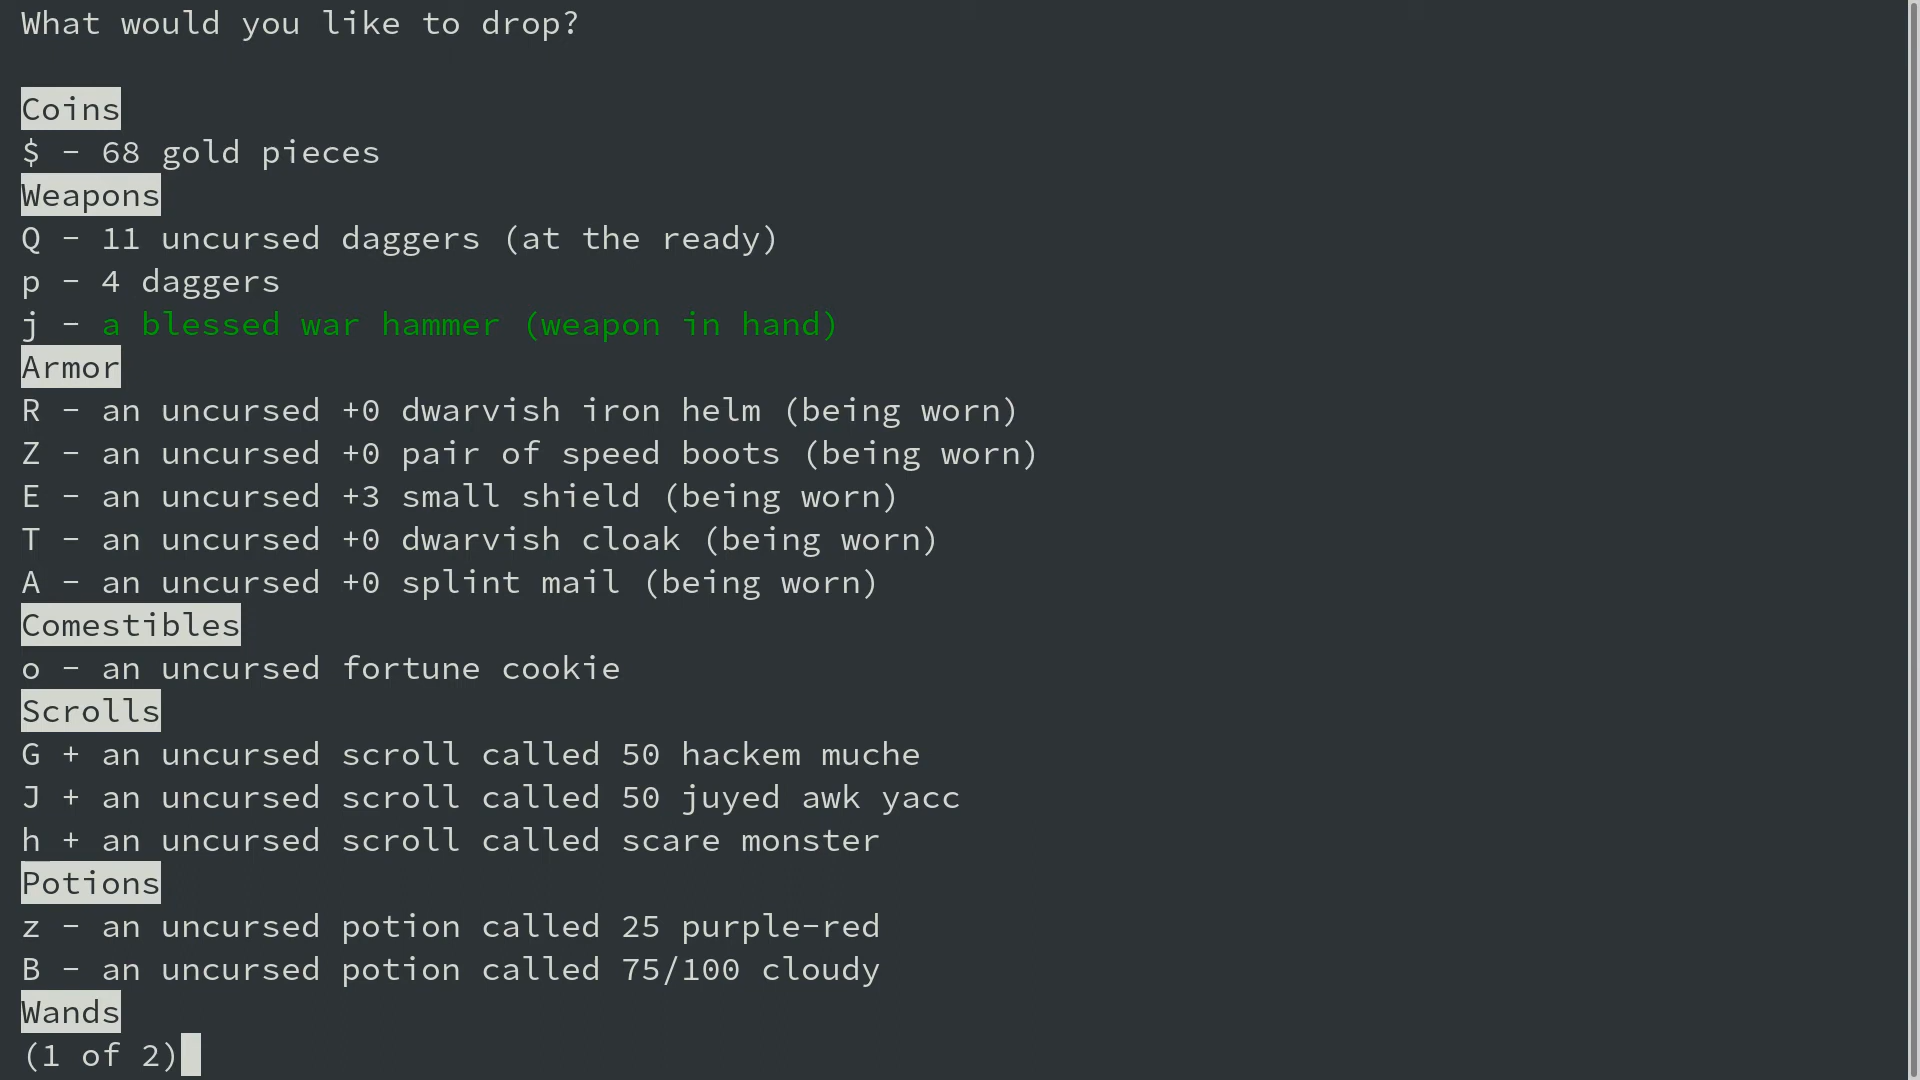 What would you like to drop?
Coins
$ - 68 gold pieces
Weapons
Q - 11 uncursed daggers (at the ready)
p - 4 daggers
j - a blessed war hammer (weapon in hand)
Armor
R - an uncursed +0 dwarvish iron helm (being worn)
Z - an uncursed +0 pair of speed boots (being worn)
E - an uncursed +3 small shield (being worn)
T - an uncursed +0 dwarvish cloak (being worn)
A - an uncursed +0 splint mail (being worn)
Comestibles
o - an uncursed fortune cookie
Scrolls
G + an uncursed scroll called 50 hackem muche
J + an uncursed scroll called 50 juyed awk yacc
h + an uncursed scroll called scare monster
Potions
z - an uncursed potion called 25 purple-red
B - an uncursed potion called 75/100 cloudy
Wands
(1 of 2)